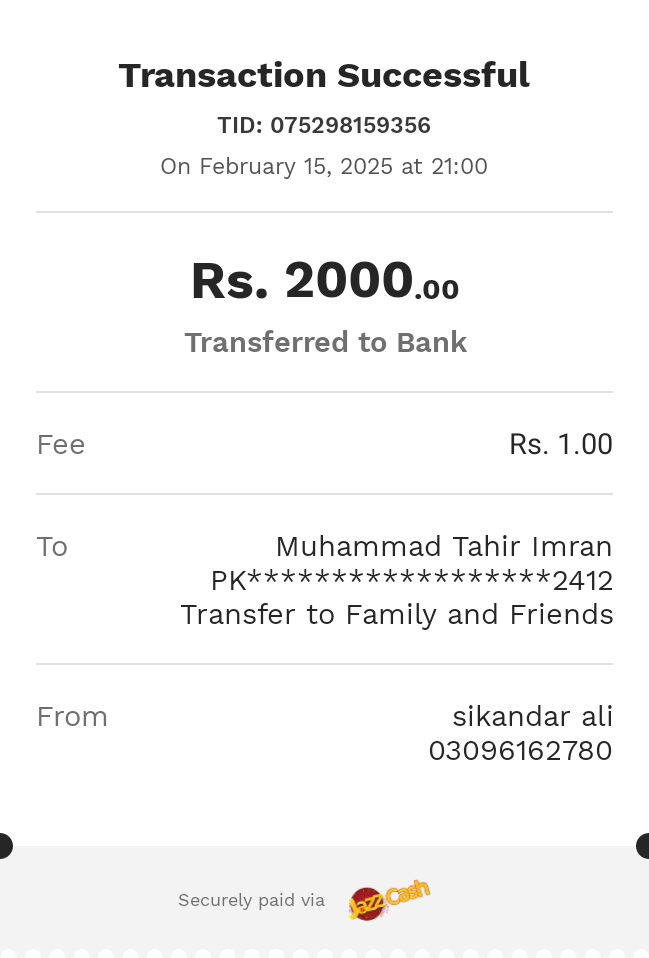 Transaction Successful
TID: 075298159356
On February 15, 2025 at 21:00
Rs. 2000.00
Transferred to Bank
Fee Rs. 1.00
To Muhammad Tahir Imran
PK******************2412
Transfer to Family and Friends
From sikandar ali
03096162780
Securely paid via JazzCash